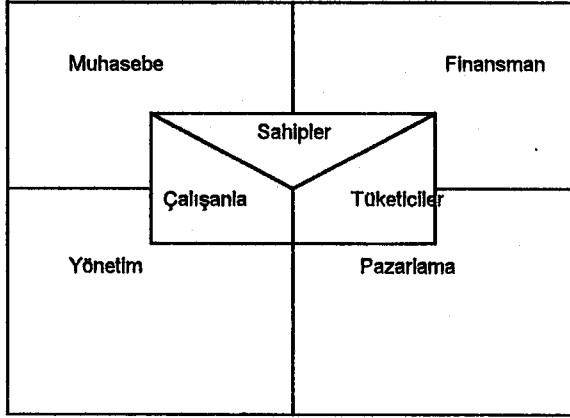 Muhasebe
Finansman
Sahipler
Çalışanla
Tüketiciler
Yönetim
Pazarlama